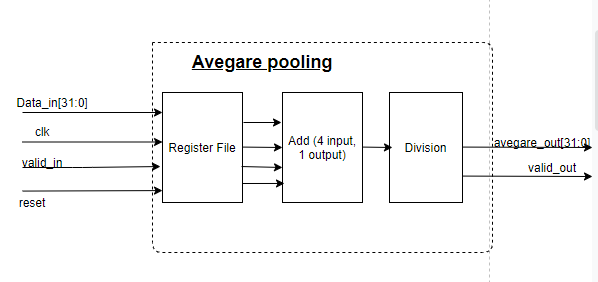 Avegare pooling
Data_in[31:0]
clk
valid_in
reset
Register File
Add (4 input,
1 output)
Division
avegare_out[31:0]
valid_out